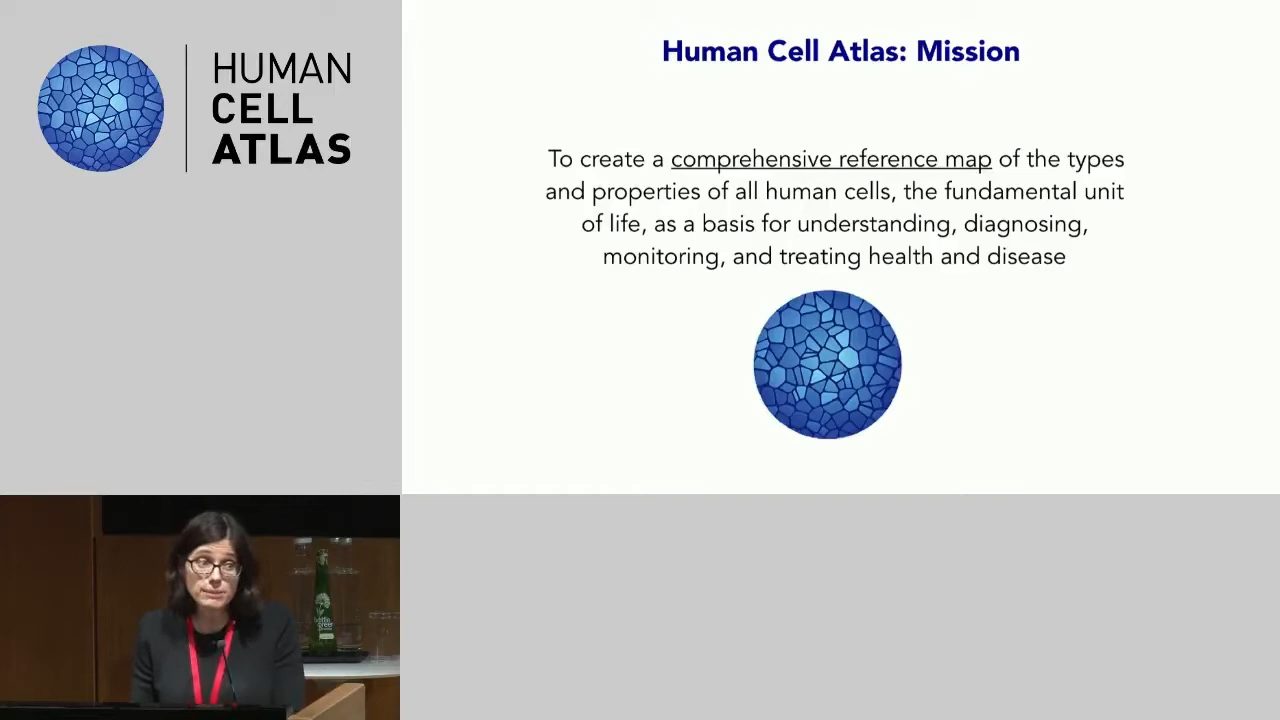 HUMAN
CELL
ATLAS
Human Cell Atlas: Mission
To create a comprehensive reference map of the types
and properties of all human cells, the fundamental unit
of life, as a basis for understanding, diagnosing,
monitoring, and treating health and disease